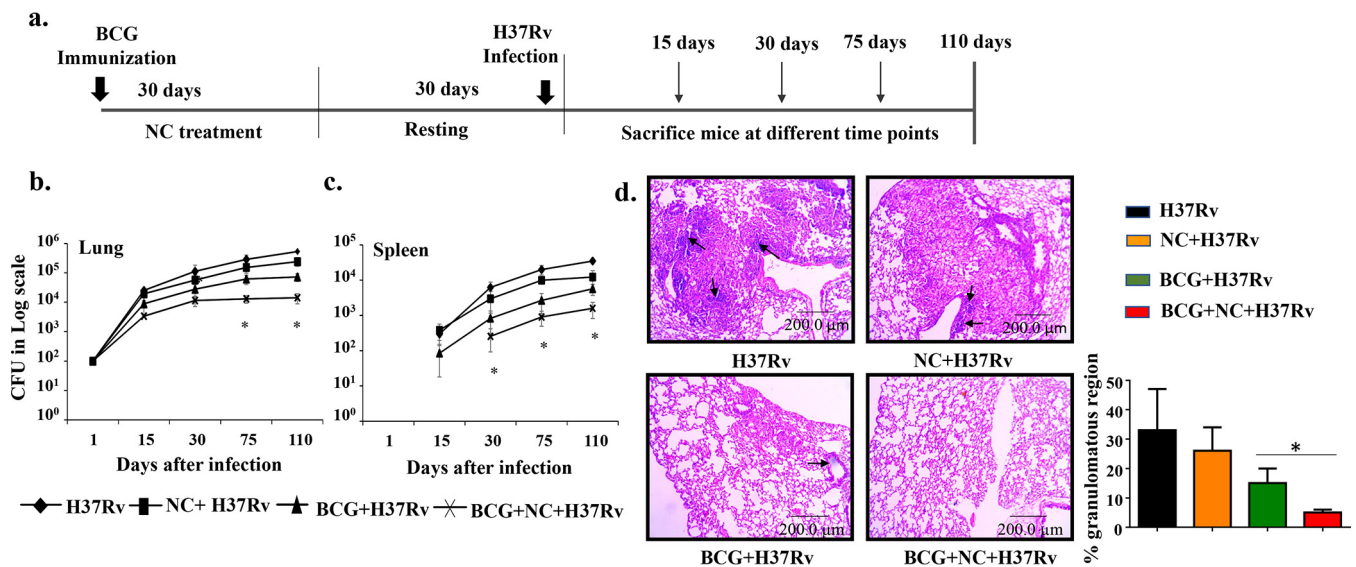 a.
BCG
Immunization
H37Rv
Infection
15 days
30 days
75 days
110 days
30 days
30 days
NC treatment
Resting
Sacrifice mice at different time points
b.
Lung
CFU in Log scale
10⁶
10⁵
10⁴
10³
10²
10¹
10⁰
1 15 30 75 110
Days after infection
* *
c.
Spleen
10⁵
10⁴
10³
10²
10¹
10⁰
1 15 30 75 110
Days after infection
* * *
H37Rv NC+ H37Rv BCG+H37Rv BCG+NC+H37Rv
d.
200.0 µm
H37Rv
200.0 µm
NC+H37Rv
200.0 µm
BCG+H37Rv
200.0 µm
BCG+NC+H37Rv
H37Rv
NC+H37Rv
BCG+H37Rv
BCG+NC+H37Rv
% granulomatous region
50
40
30
20
10
0
*